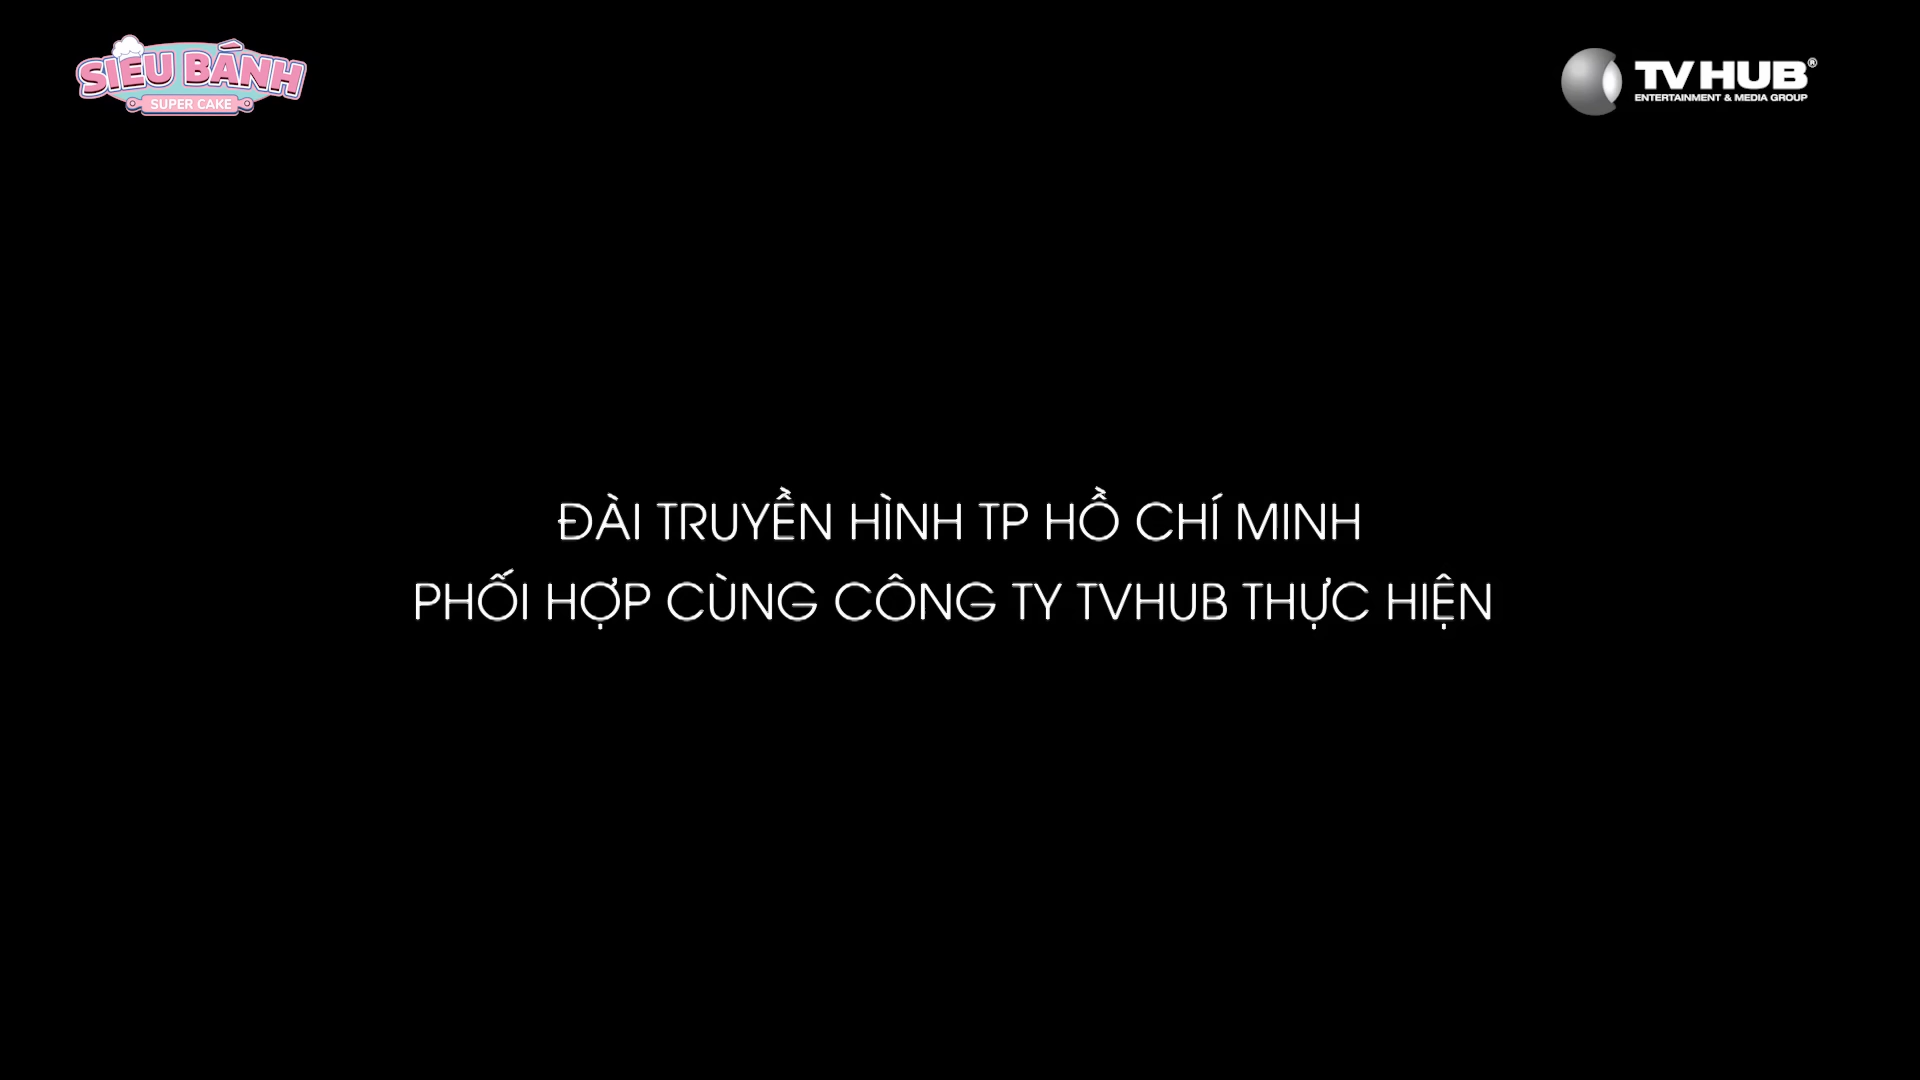 SIÊU BÁNH
SUPER CAKE
TV HUB®
ENTERTAINMENT & MEDIA GROUP
ĐÀI TRUYỀN HÌNH TP HỒ CHÍ MINH
PHỐI HỢP CÙNG CÔNG TY TVHUB THỰC HIỆN